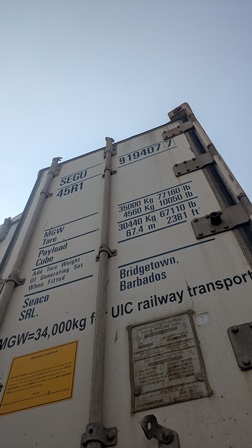 SEGU 919407 7
45R1
MGW 35000 Kg 77160 lb
Tare 4560 Kg 10050 lb
Payload 30440 Kg 67110 lb
Cube 67.4 m 2381 ft
Add Tare Weight
Of Generating Set
When Fitted
Seaco
SRL.
Bridgetown,
Barbados
MGW=34,000kg for UIC railway transport